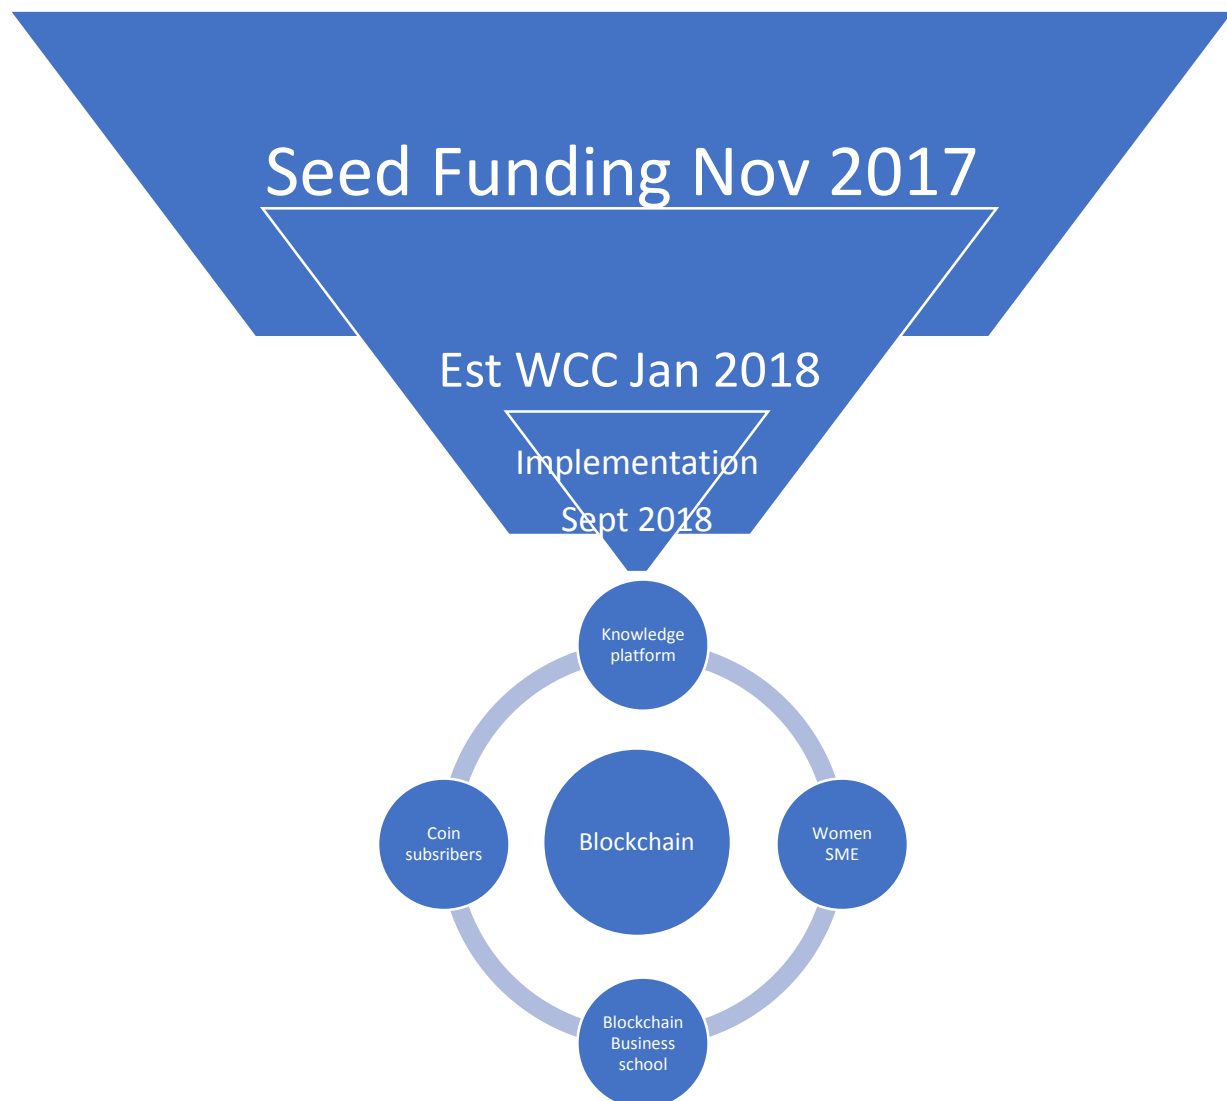 Seed Funding Nov 2017
Est WCC Jan 2018
Implementation
Sept 2018
Knowledge
platform
Coin
subsribers
Blockchain
Women
SME
Blockchain
Business
school